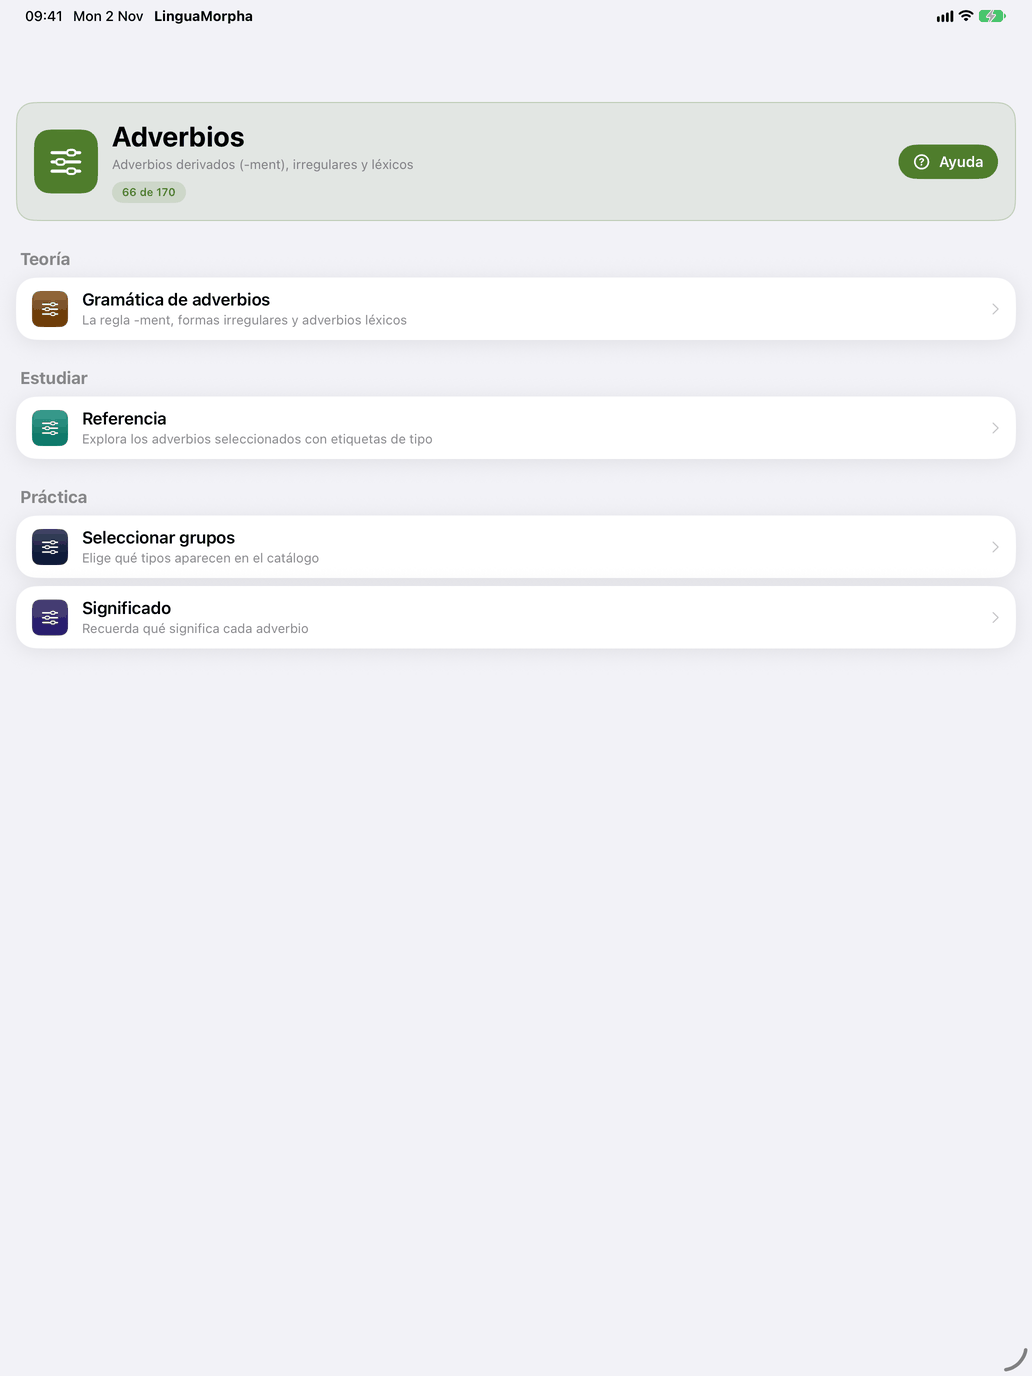 09:41 Mon 2 Nov LinguaMorpha
Adverbios
Adverbios derivados (-ment), irregulares y léxicos
66 de 170
Ayuda
Teoría
Gramática de adverbios
La regla -ment, formas irregulares y adverbios léxicos
Estudiar
Referencia
Explora los adverbios seleccionados con etiquetas de tipo
Práctica
Seleccionar grupos
Elige qué tipos aparecen en el catálogo
Significado
Recuerda qué significa cada adverbio